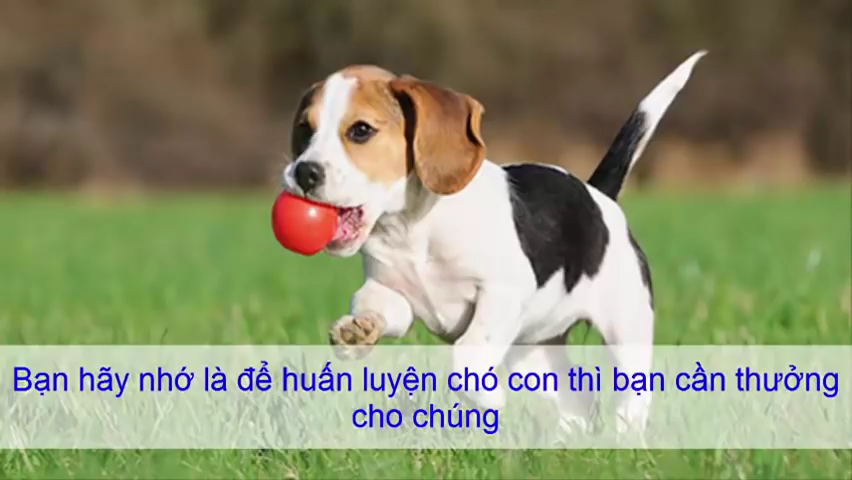 Bạn hãy nhớ là để huấn luyện chó con thì bạn cần thưởng
cho chúng